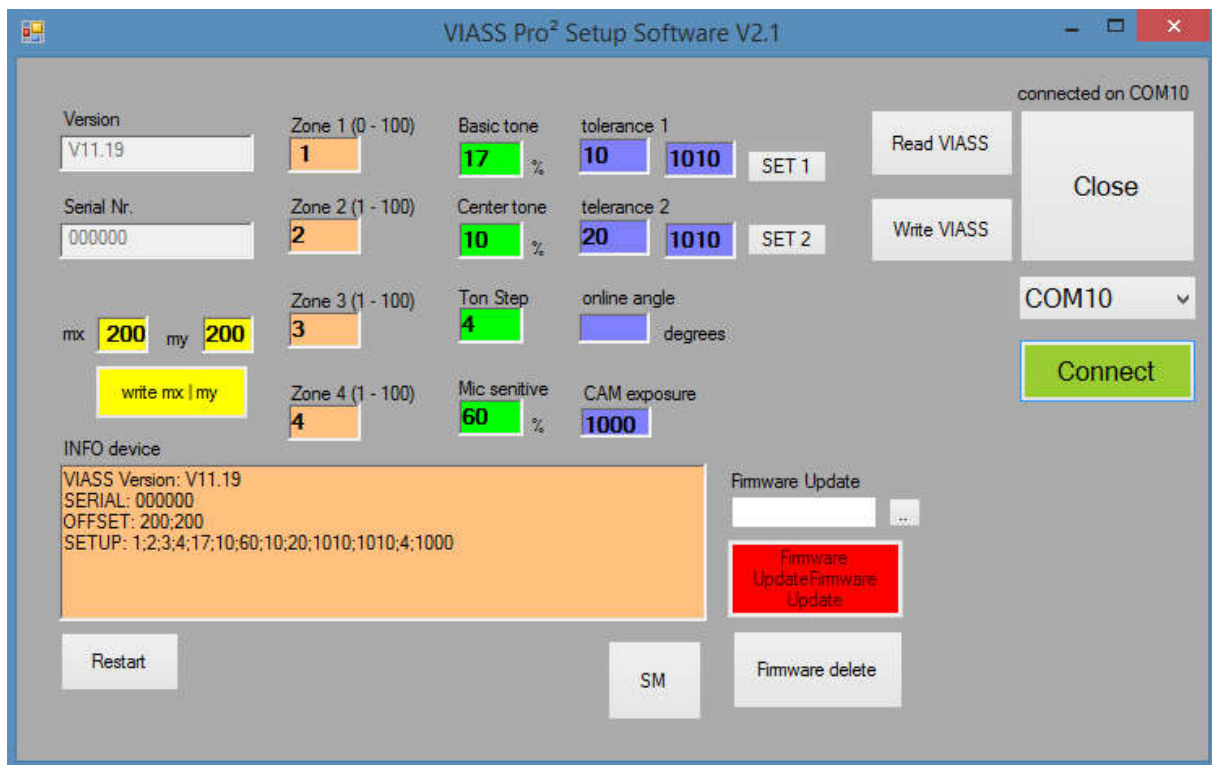 VIASS Pro² Setup Software V2.1
connected on COM10
Version
V11.19
Zone 1 (0 - 100)
1
Basic tone
17 %
tolerance 1
10 1010
SET 1
Read VIASS
Close
Serial Nr.
000000
Zone 2 (1 - 100)
2
Center tone
10 %
telerance 2
20 1010
SET 2
Write VIASS
mx 200 my 200
write mx | my
Zone 3 (1 - 100)
3
Ton Step
4
online angle
degrees
COM10
Connect
Zone 4 (1 - 100)
4
Mic senitive
60 %
CAM exposure
1000
INFO device
VIASS Version: V11.19
SERIAL: 000000
OFFSET: 200;200
SETUP: 1;2;3;4;17;10;60;10;20;1010;1010;4;1000
Firmware Update
..
Firmware
UpdateFirmware
Update
Restart
SM
Firmware delete